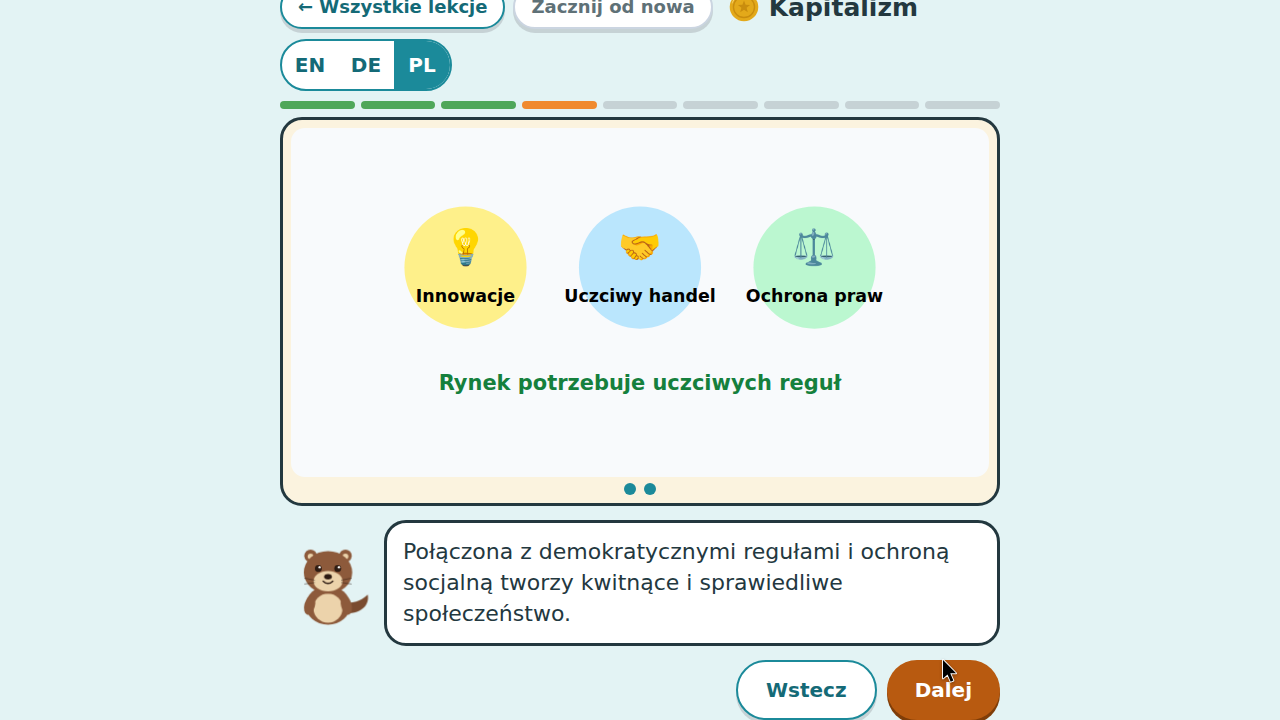 ← Wszystkie lekcje Zacznij od nowa Kapitalizm
EN DE PL
Innowacje Uczciwy handel Ochrona praw
Rynek potrzebuje uczciwych reguł
Połączona z demokratycznymi regułami i ochroną
socjalną tworzy kwitnące i sprawiedliwe
społeczeństwo.
Wstecz Dalej